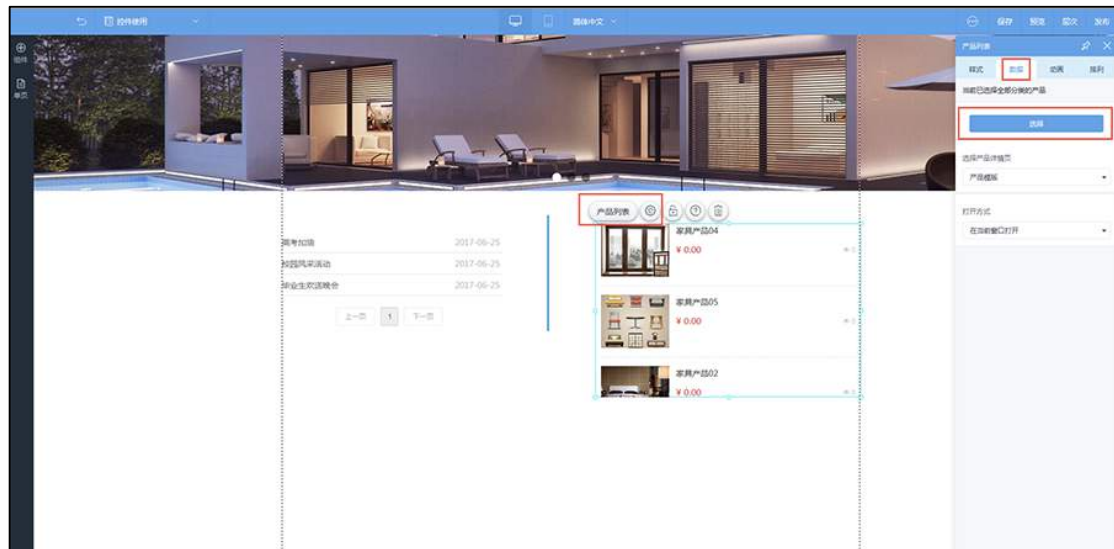 控件使用
简体中文
保存 预览 层次 发布
组件
单页
产品列表
样式 数据 动画 排列
当前已选择全部分类的产品
选择
选择产品详情页
产品模版
打开方式
在当前窗口打开
产品列表
高考加油 2017-06-25
校园风采活动 2017-06-25
毕业生欢送晚会 2017-06-25
上一页 1 下一页
家具产品04
¥ 0.00
家具产品05
¥ 0.00
家具产品02
¥ 0.00